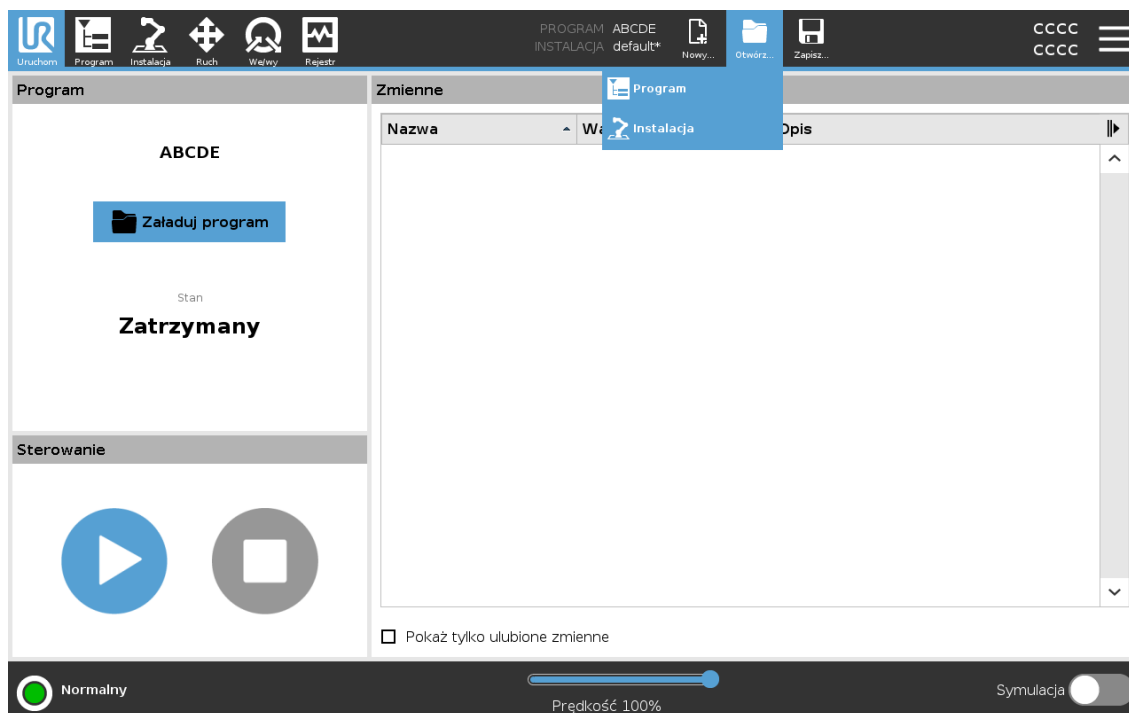 PROGRAM ABCDE
INSTALACJA default*
CCCC
CCCC
Uruchom Program Instalacja Ruch We/wy Rejestr Nowy... Otwórz... Zapisz...
Program
Instalacja
Program
ABCDE
Załaduj program
Stan
Zatrzymany
Sterowanie
Zmienne
Nazwa Opis
Pokaż tylko ulubione zmienne
Normalny
Prędkość 100%
Symulacja